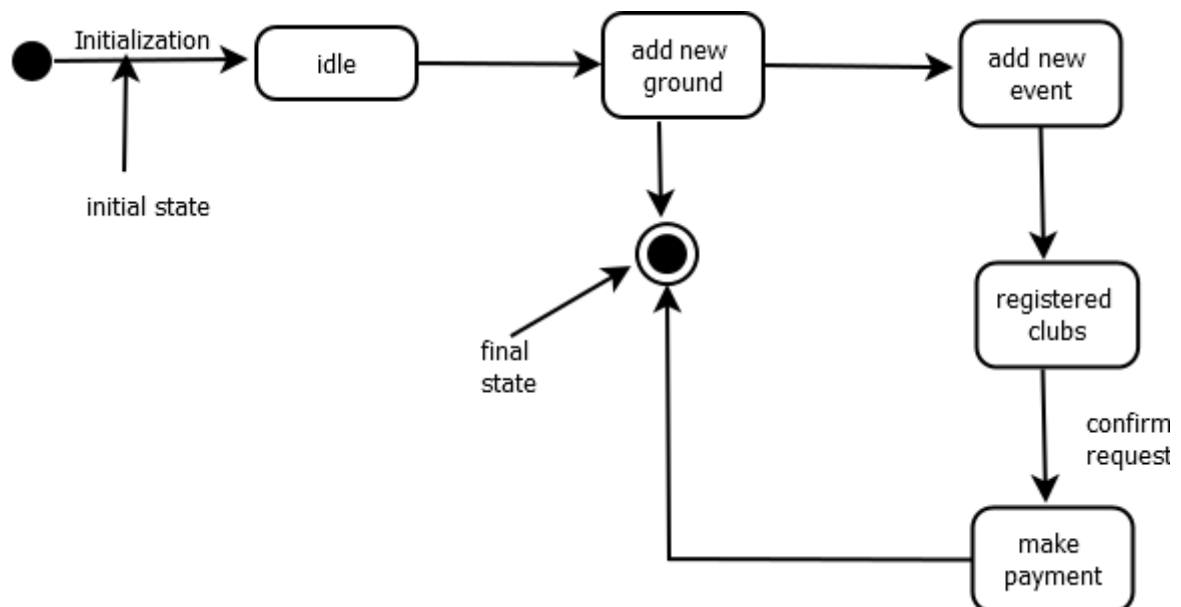 Initialization
idle
add new
ground
add new
event
initial state
registered
clubs
final
state
confirm
request
make
payment